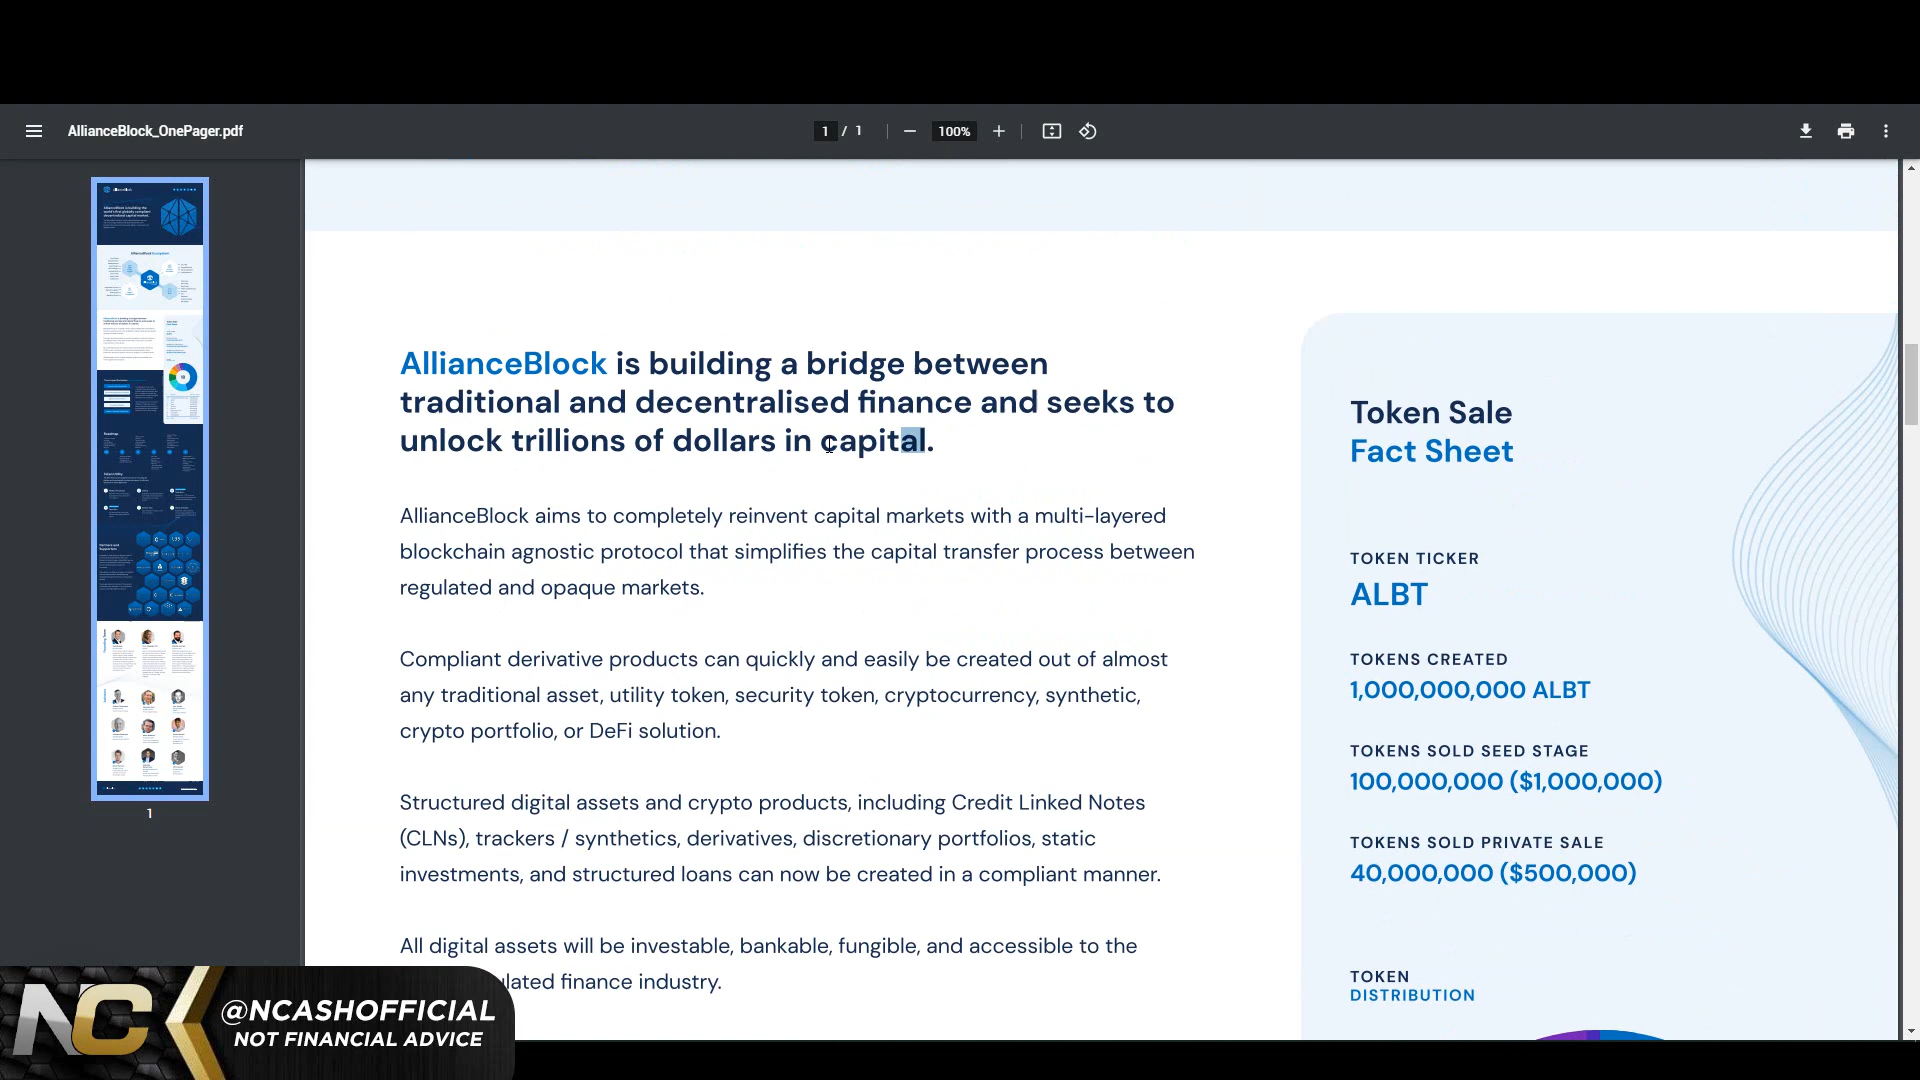 AllianceBlock_OnePager.pdf
1 / 1
100%
AllianceBlock is building a bridge between
traditional and decentralised finance and seeks to
unlock trillions of dollars in capital.
AllianceBlock aims to completely reinvent capital markets with a multi-layered
blockchain agnostic protocol that simplifies the capital transfer process between
regulated and opaque markets.
Compliant derivative products can quickly and easily be created out of almost
any traditional asset, utility token, security token, cryptocurrency, synthetic,
crypto portfolio, or DeFi solution.
Structured digital assets and crypto products, including Credit Linked Notes
(CLNs), trackers / synthetics, derivatives, discretionary portfolios, static
investments, and structured loans can now be created in a compliant manner.
All digital assets will be investable, bankable, fungible, and accessible to the
finance industry.
Token Sale
Fact Sheet
TOKEN TICKER
ALBT
TOKENS CREATED
1,000,000,000 ALBT
TOKENS SOLD SEED STAGE
100,000,000 ($1,000,000)
TOKENS SOLD PRIVATE SALE
40,000,000 ($500,000)
TOKEN
DISTRIBUTION
1
NC
@NCASHOFFICIAL
NOT FINANCIAL ADVICE